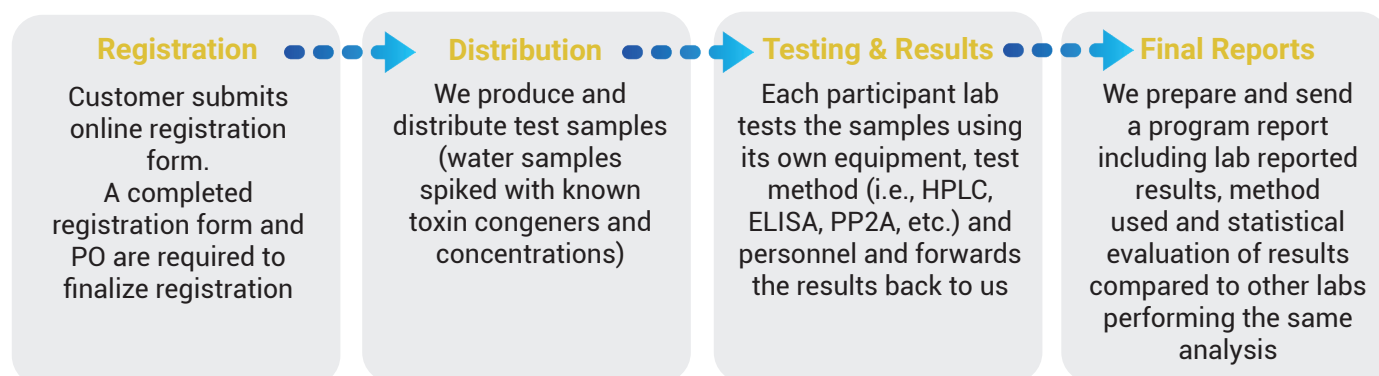 Registration
Customer submits
online registration
form.
A completed
registration form and
PO are required to
finalize registration
Distribution
We produce and
distribute test samples
(water samples
spiked with known
toxin congeners and
concentrations)
Testing & Results
Each participant lab
tests the samples using
its own equipment, test
method (i.e., HPLC,
ELISA, PP2A, etc.) and
personnel and forwards
the results back to us
Final Reports
We prepare and send
a program report
including lab reported
results, method
used and statistical
evaluation of results
compared to other labs
performing the same
analysis